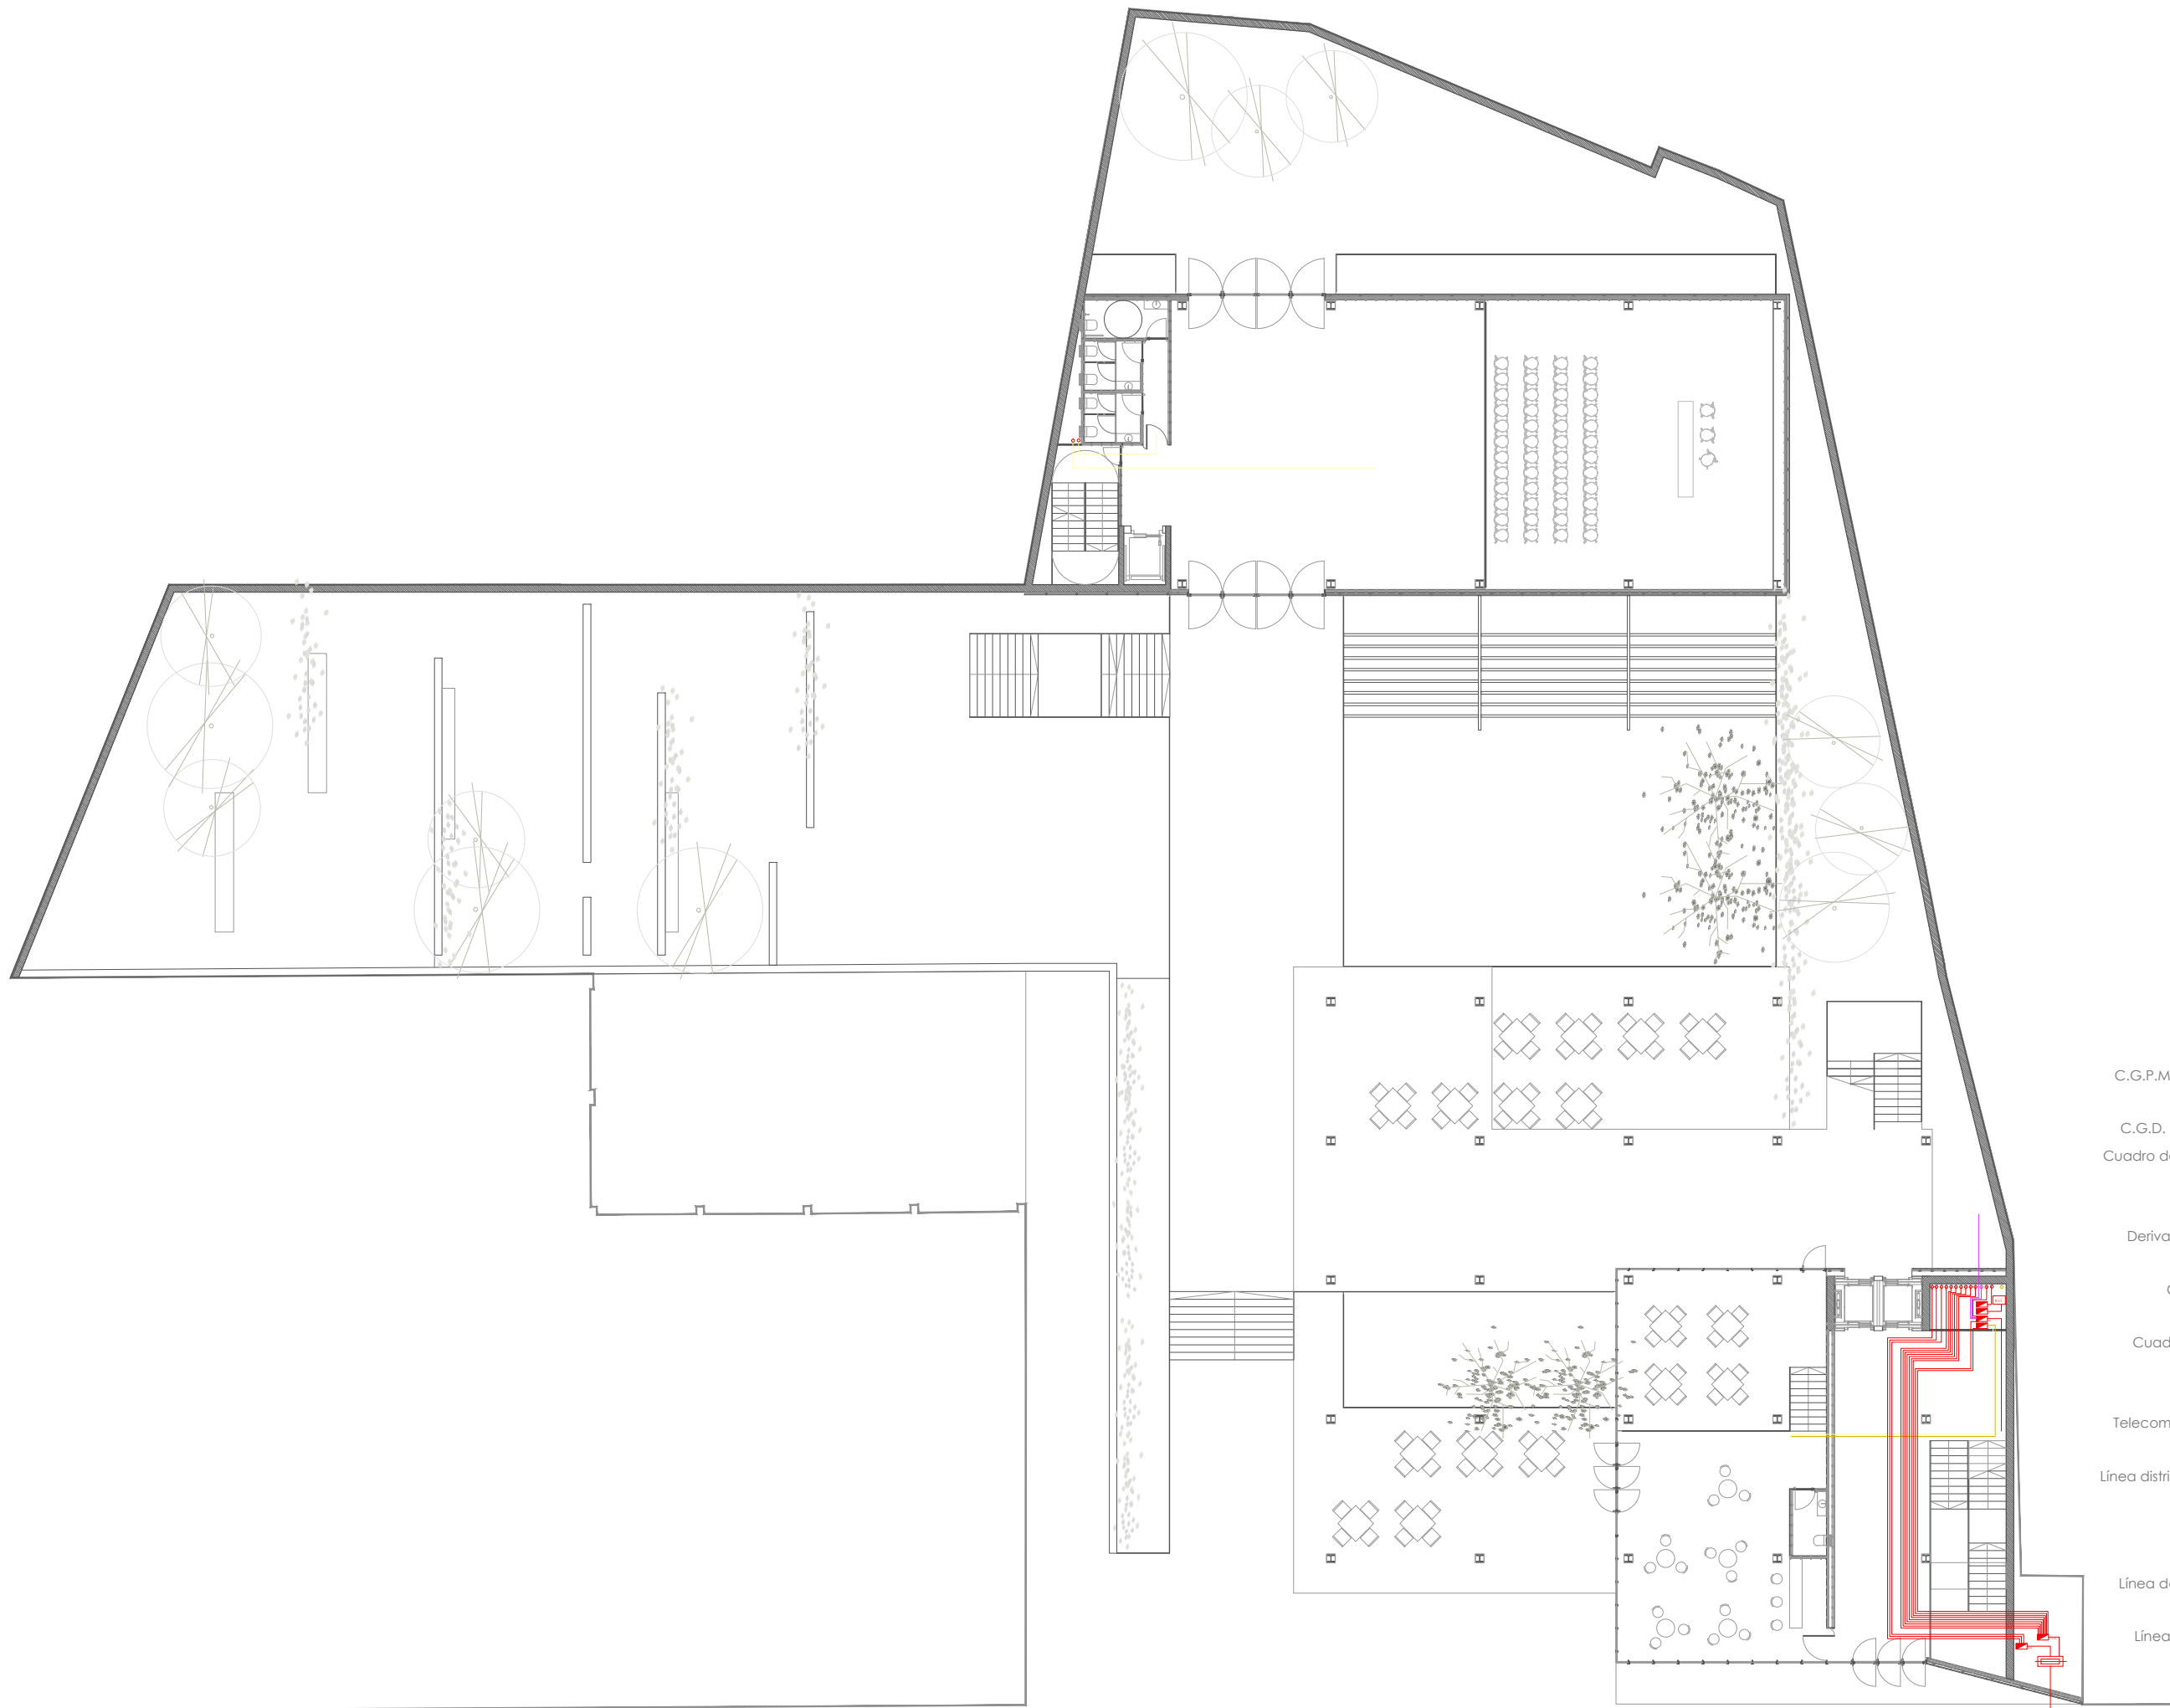 C.G.P.M
C.G.D.
Cuadro d
Deriva
Cuad
Telecom
Línea distri
Línea d
Línea